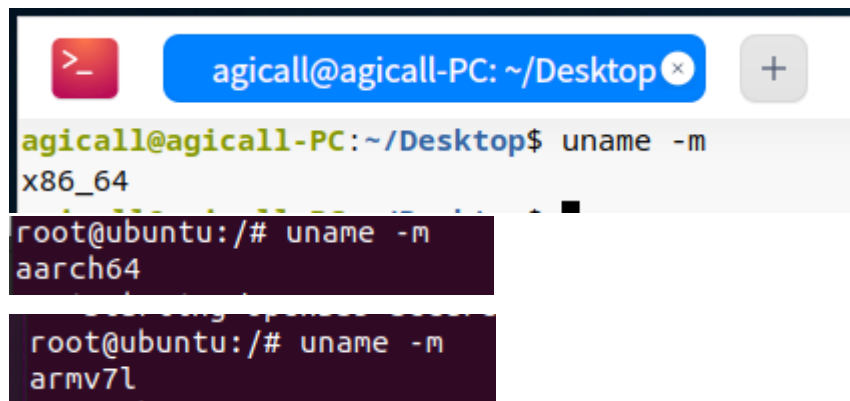 >_
agicall@agicall-PC: ~/Desktop
+
agicall@agicall-PC:~/Desktop$ uname -m
x86_64
root@ubuntu:/# uname -m
aarch64
root@ubuntu:/# uname -m
armv7l